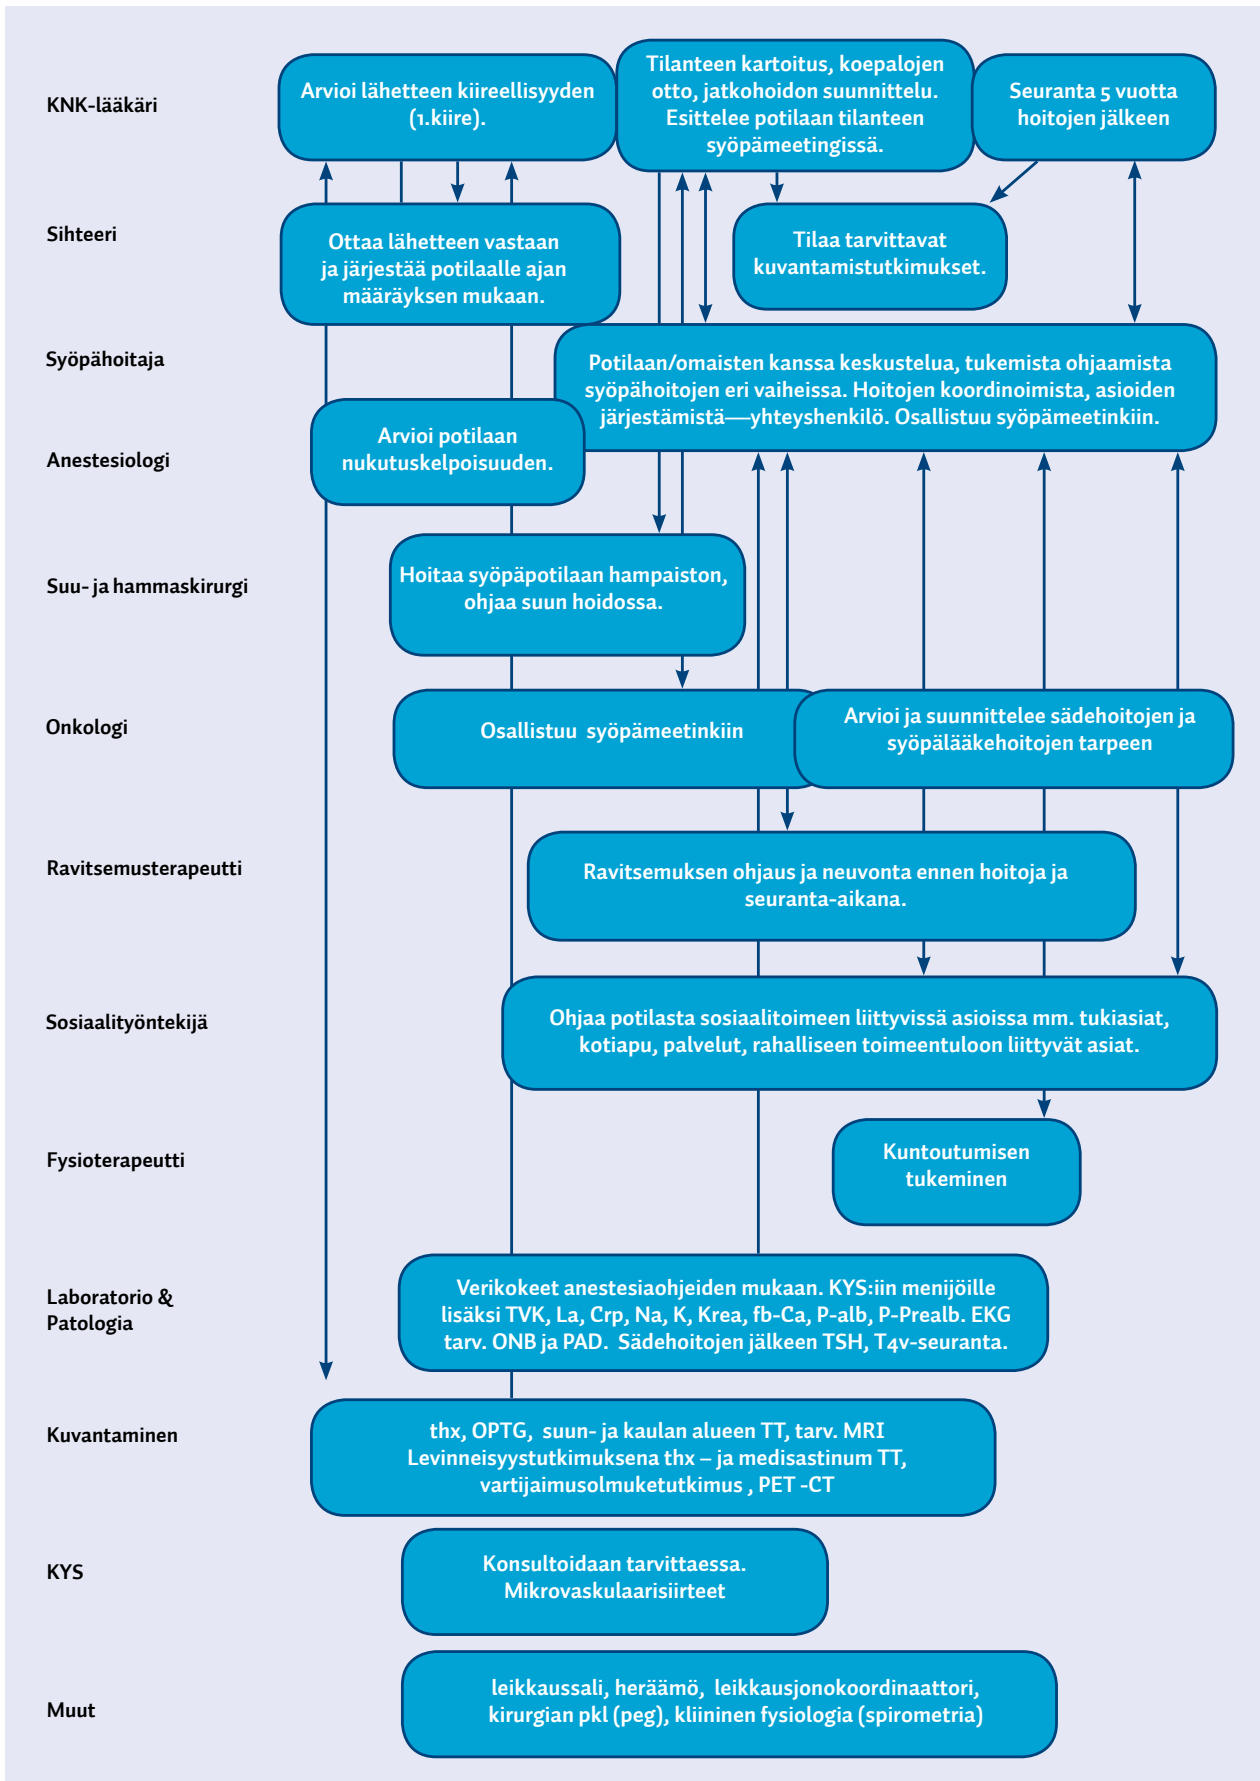 KNK-lääkäri
Arvioi lähetteen kiireellisyyden
(1.kiire).
Tilanteen kartoitus, koepalojen
otto, jatkohoidon suunnittelu.
Esittelee potilaan tilanteen
syöpämeetingissä.
Seuranta 5 vuotta
hoitojen jälkeen
Sihteeri
Ottaa lähetteen vastaan
ja järjestää potilaalle ajan
määräyksen mukaan.
Tilaa tarvittavat
kuvantamistutkimukset.
Syöpähoitaja
Potilaan/omaisten kanssa keskustelua, tukemista ohjaamista
syöpähoitojen eri vaiheissa. Hoitojen koordinoimista, asioiden
järjestämistä—yhteyshenkilö. Osallistuu syöpämeetinkiin.
Anestesiologi
Arvioi potilaan
nukutuskelpoisuuden.
Suu- ja hammaskirurgi
Hoitaa syöpäpotilaan hampaiston,
ohjaa suun hoidossa.
Onkologi
Osallistuu syöpämeetinkiin
Arvioi ja suunnittelee sädehoitojen ja
syöpälääkehoitojen tarpeen
Ravitsemusterapeutti
Ravitsemuksen ohjaus ja neuvonta ennen hoitoja ja
seuranta-aikana.
Sosiaalityöntekijä
Ohjaa potilasta sosiaalitoimeen liittyvissä asioissa mm. tukiasiat,
kotiapu, palvelut, rahalliseen toimeentuloon liittyvät asiat.
Fysioterapeutti
Kuntoutumisen
tukeminen
Laboratorio &
Patologia
Verikokeet anestesiaohjeiden mukaan. KYS:iin menijöille
lisäksi TVK, La, Crp, Na, K, Krea, fb-Ca, P-alb, P-Prealb. EKG
tarv. ONB ja PAD. Sädehoitojen jälkeen TSH, T4v-seuranta.
Kuvantaminen
thx, OPTG, suun- ja kaulan alueen TT, tarv. MRI
Levinneisyystutkimuksena thx – ja medisastinum TT,
vartijaimusolmuketutkimus , PET -CT
KYS
Konsultoidaan tarvittaessa.
Mikrovaskulaarisiirteet
Muut
leikkaussali, heräämö, leikkausjonokoordinaattori,
kirurgian pkl (peg), kliininen fysiologia (spirometria)